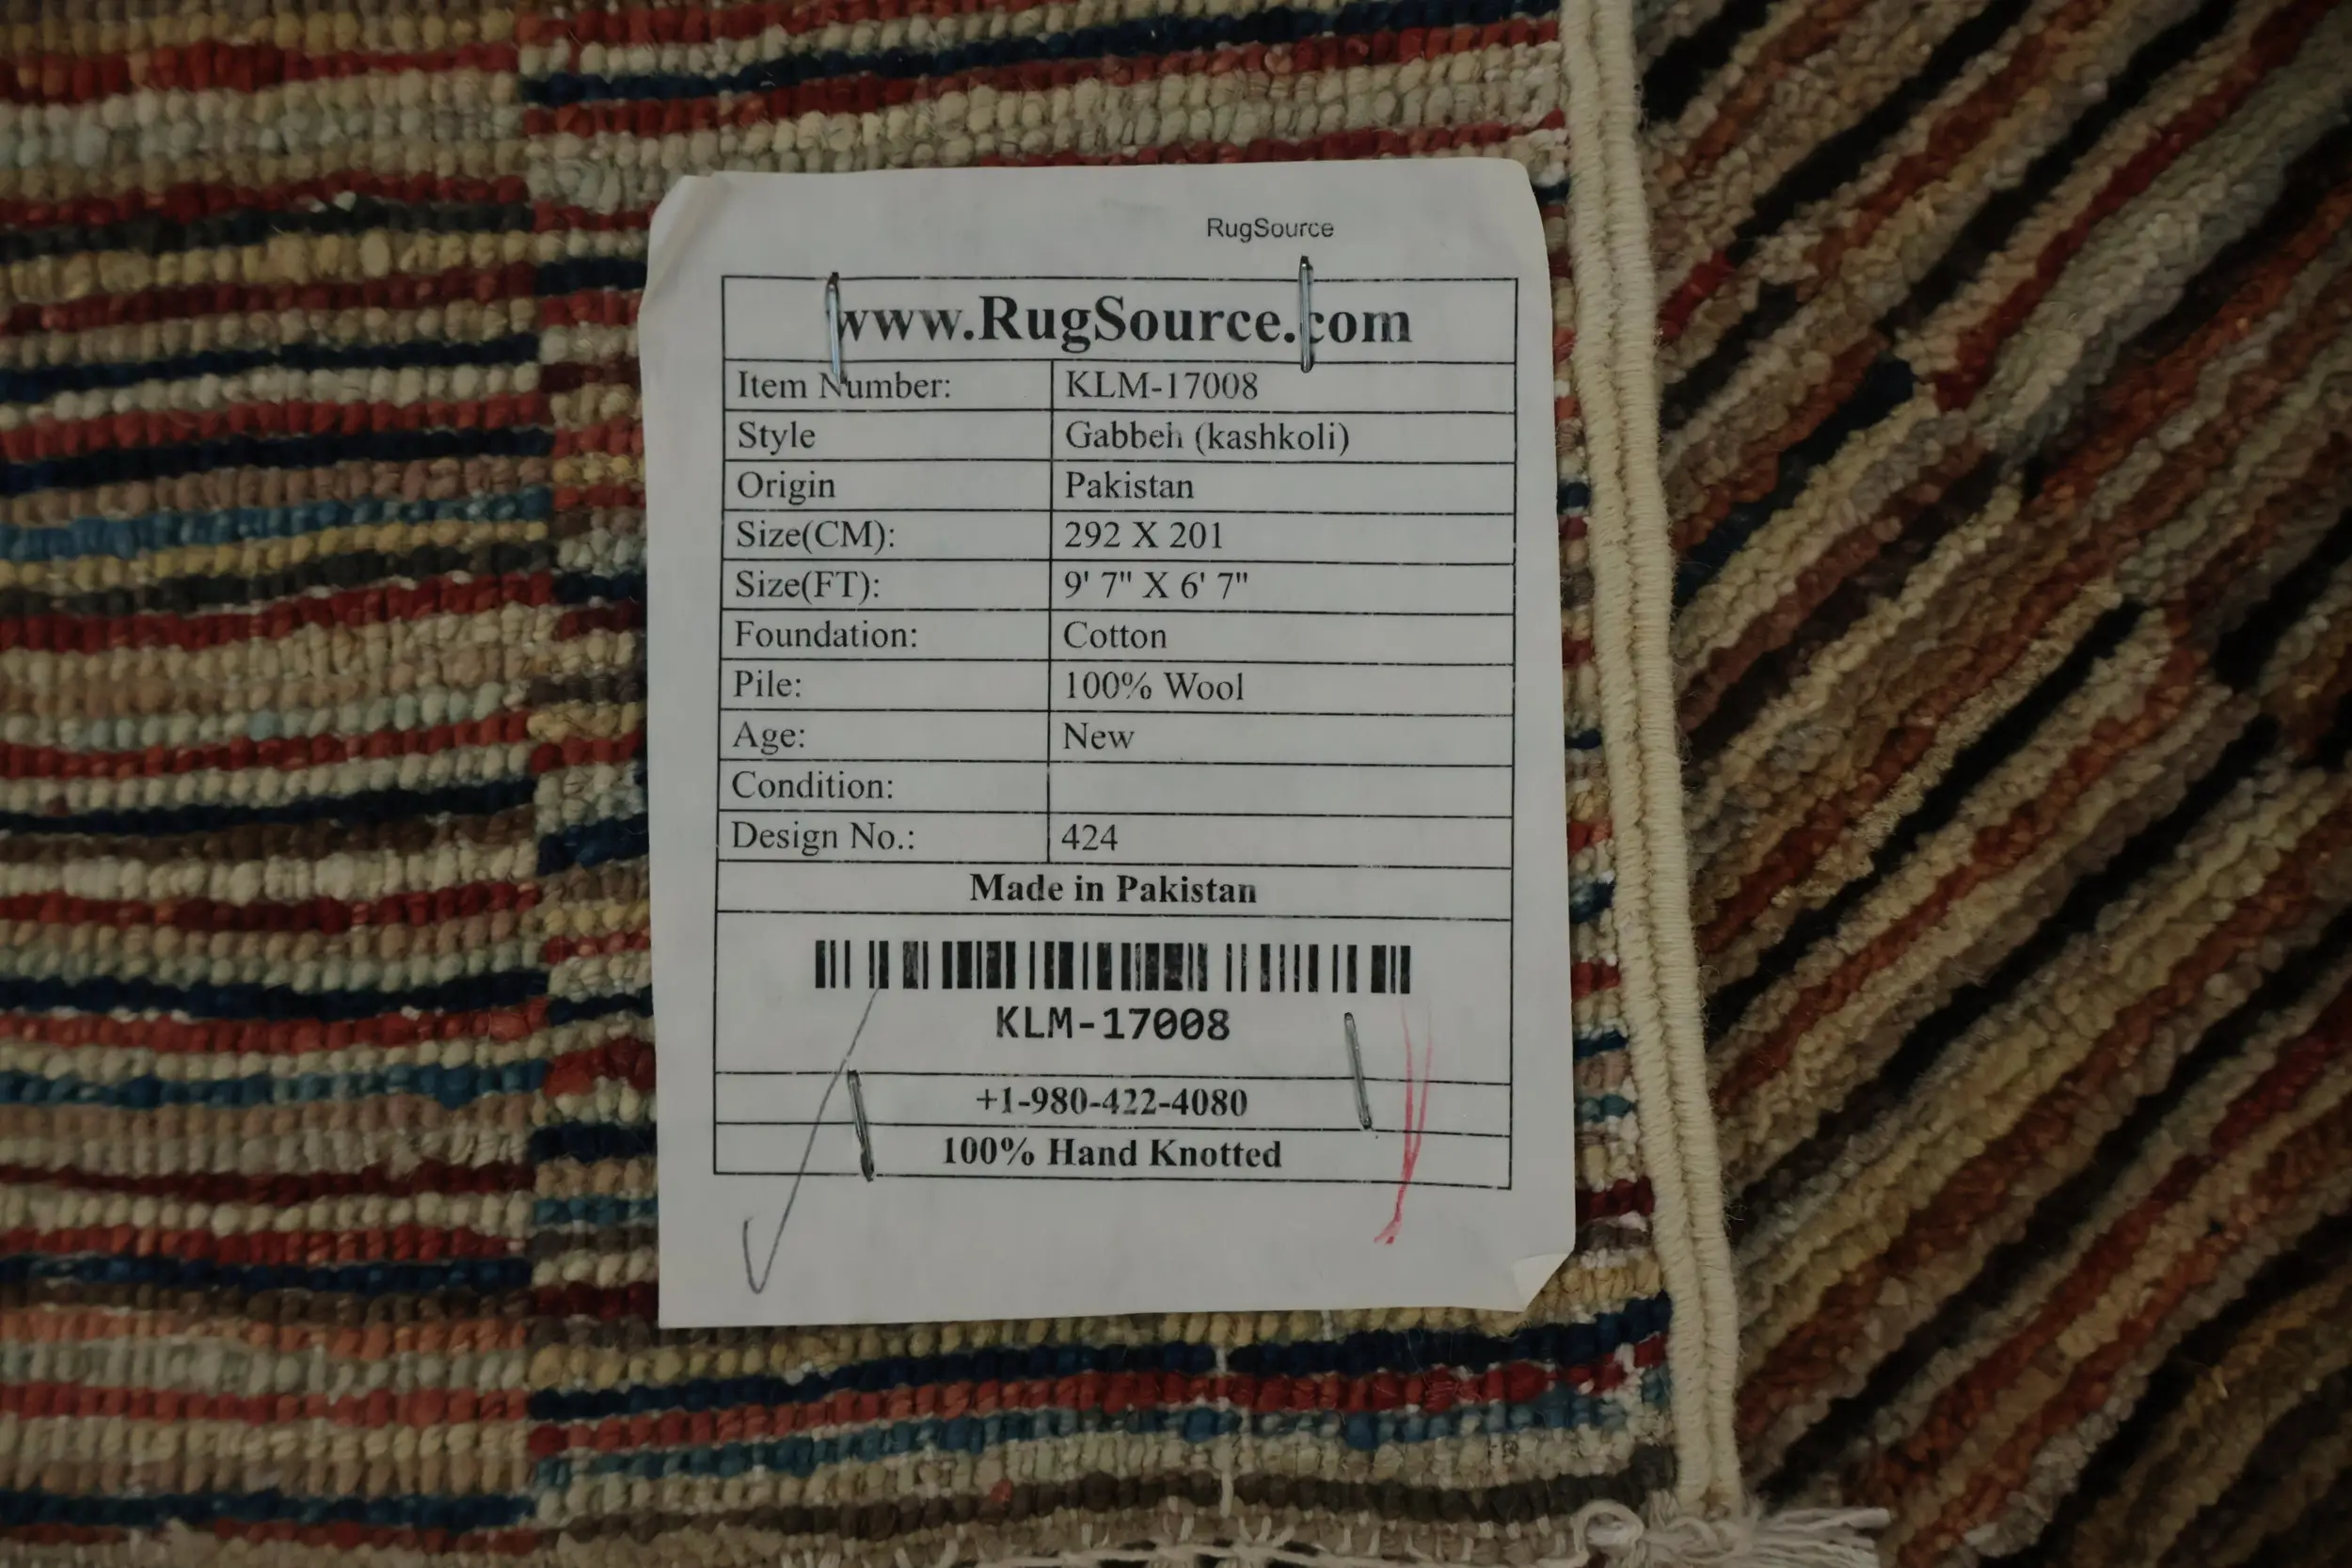 RugSource
www.RugSource.com
Item Number: KLM-17008
Style Gabbeh (kashkoli)
Origin Pakistan
Size(CM): 292 X 201
Size(FT): 9' 7" X 6' 7"
Foundation: Cotton
Pile: 100% Wool
Age: New
Condition:
Design No.: 424
Made in Pakistan
KLM-17008
+1-980-422-4080
100% Hand Knotted